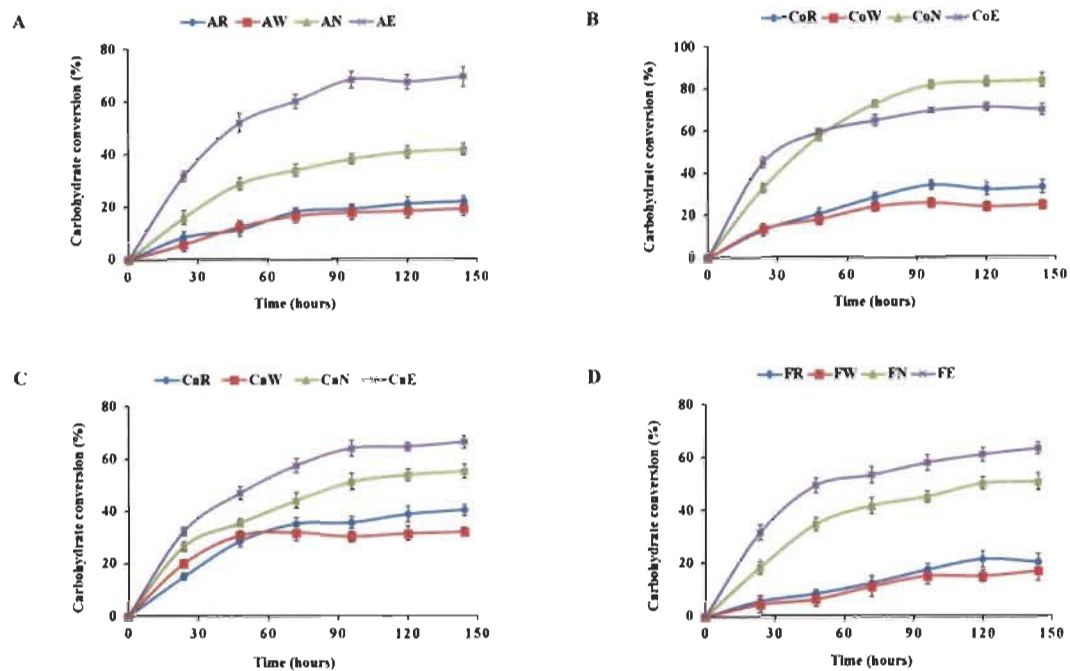 A
AR AW AN AE
80
60
40
20
0
0 30 60 90 120 150
Carbohydrate conversion (%)
Time (hours)
B
CoR CoW CoN CoE
100
80
60
40
20
0
0 30 60 90 120 150
Carbohydrate conversion (%)
Time (hours)
C
CaR CaW CaN CaE
80
60
40
20
0
0 30 60 90 120 150
Carbohydrate conversion (%)
Time (hours)
D
FR FW FN FE
80
60
40
20
0
0 30 60 90 120 150
Carbohydrate conversion (%)
Time (hours)